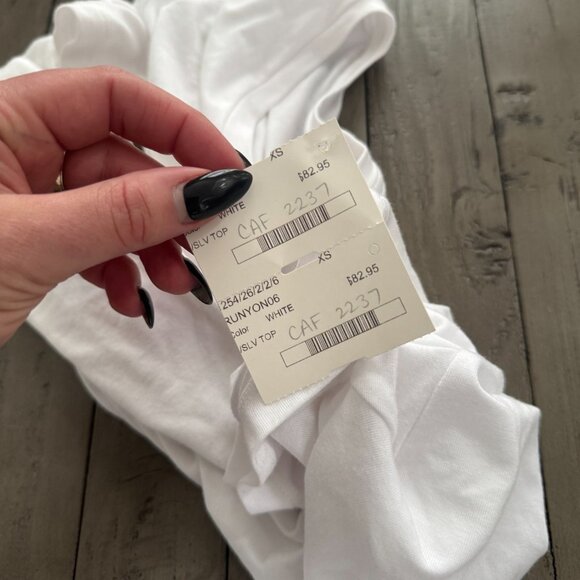 XS
$82.95
WHITE
/SLV TOP CAF 2237
XS
254/26/2/2/6
$82.95
RUNYON06
Color WHITE
/SLV TOP CAF 2237